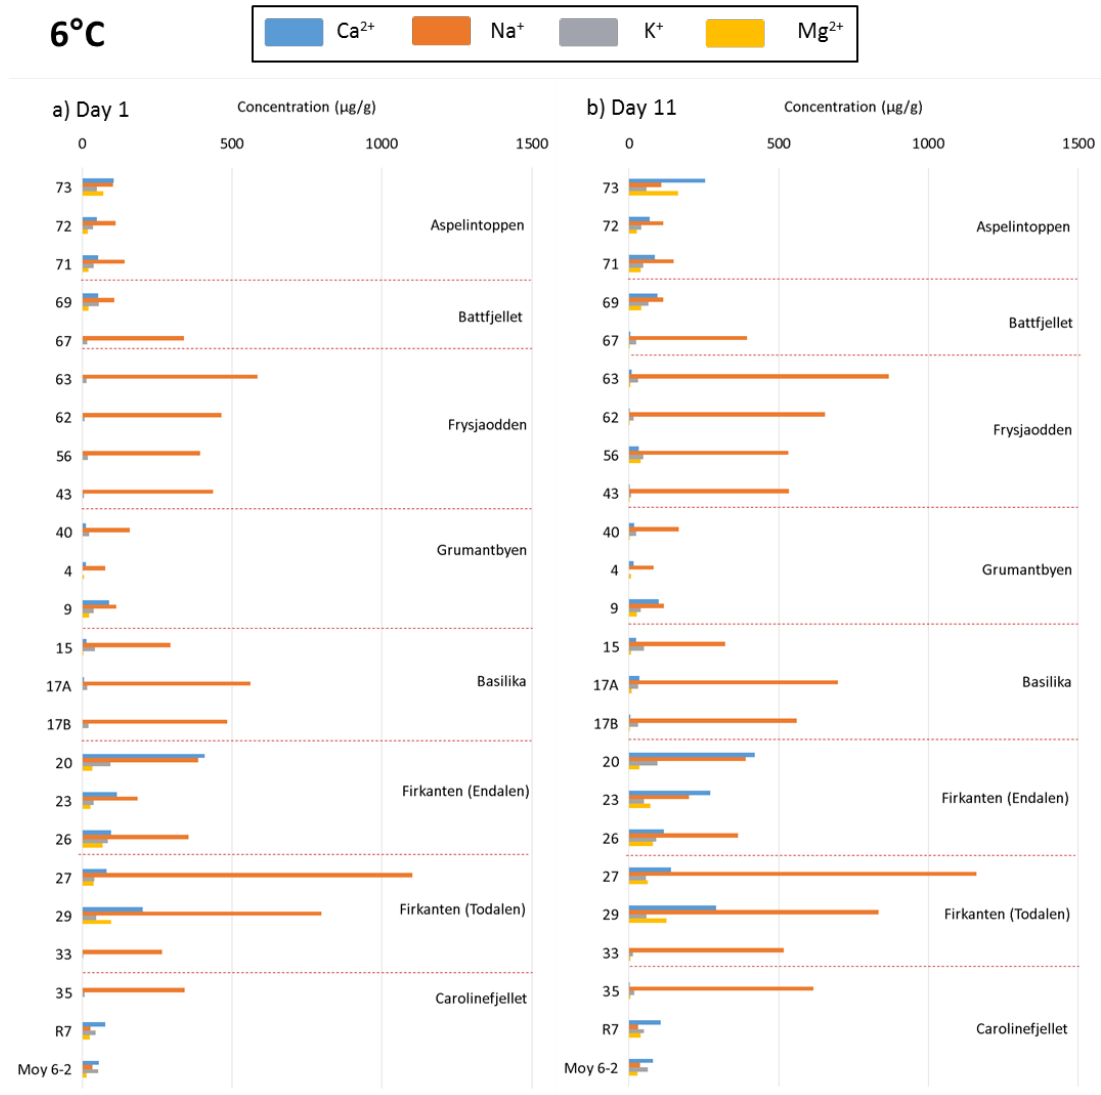 6°C
Ca²⁺ Na⁺ K⁺ Mg²⁺
a) Day 1
Concentration (µg/g)
0 500 1000 1500
73
72
Aspelintoppen
71
69
Battfjellet
67
63
62
Frysjaodden
56
43
40
Grumantbyen
4
9
15
17A
Basilika
17B
20
Firkanten (Endalen)
23
26
27
Firkanten (Todalen)
29
33
35
Carolinefjellet
R7
Moy 6-2
b) Day 11
Concentration (µg/g)
0 500 1000 1500
73
72
Aspelintoppen
71
69
Battfjellet
67
63
62
Frysjaodden
56
43
40
4
Grumantbyen
9
15
17A
Basilika
17B
20
23
Firkanten (Endalen)
26
27
29
Firkanten (Todalen)
33
35
R7
Carolinefjellet
Moy 6-2